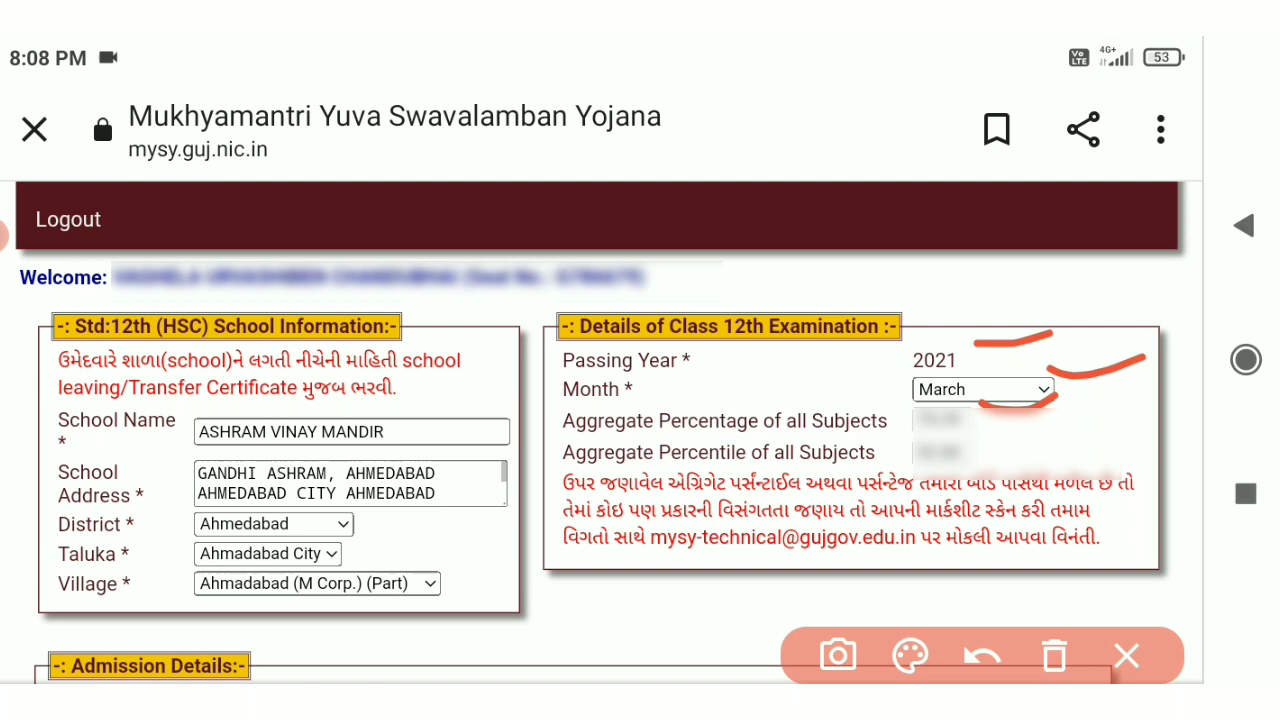 8:08 PM
Vo LTE 4G+ 53
Mukhyamantri Yuva Swavalamban Yojana
mysy.guj.nic.in
Logout
Welcome:
-: Std:12th (HSC) School Information:-
ઉમેદવારે શાળા(school)ને લગતી નીચેની માહિતી school
leaving/Transfer Certificate મુજબ ભરવી.
School Name
*
ASHRAM VINAY MANDIR
School
Address *
GANDHI ASHRAM, AHMEDABAD
AHMEDABAD CITY AHMEDABAD
District *
Ahmedabad
Taluka *
Ahmadabad City
Village *
Ahmadabad (M Corp.) (Part)
-: Details of Class 12th Examination :-
Passing Year *
2021
Month *
March
Aggregate Percentage of all Subjects
Aggregate Percentile of all Subjects
ઉપર જણાવેલ એગ્રિગેટ પર્સેન્ટાઈલ અથવા પર્સન્ટેજ તમારા બોર્ડ પાસેથી મળેલ છે તો
તેમાં કોઇ પણ પ્રકારની વિસંગતતા જણાય તો આપની માર્કશીટ સ્કેન કરી તમામ
વિગતો સાથે mysy-technical@gujgov.edu.in પર મોકલી આપવા વિનંતી.
-: Admission Details:-